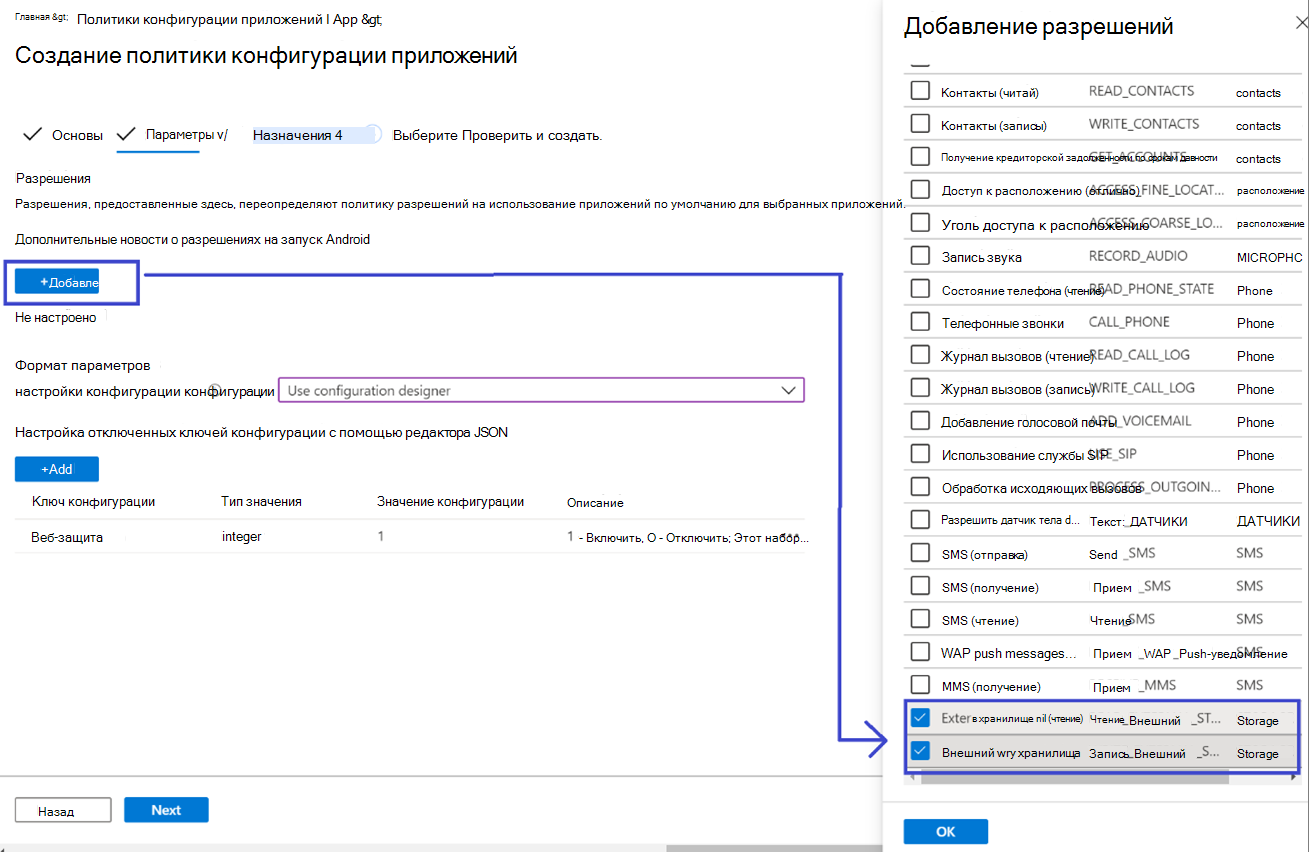 Главная &gt; Политики конфигурации приложений | App &gt;
Создание политики конфигурации приложений
Основы Параметры v/ Назначения 4 Выберите Проверить и создать.
Разрешения
Разрешения, предоставленные здесь, переопределяют политику разрешений на использование приложений по умолчанию для выбранных приложений.
Дополнительные новости о разрешениях на запуск Android
+Добавле
Не настроено
Формат параметров
настройки конфигурации конфигурации Use configuration designer
Настройка отключенных ключей конфигурации с помощью редактора JSON
+Add
Ключ конфигурации Тип значения Значение конфигурации Описание
Веб-защита integer 1 1 - Включить, О - Отключить; Этот набор...
Назад Next
Добавление разрешений
Контакты (читай) READ_CONTACTS contacts
Контакты (записы) WRITE_CONTACTS contacts
Получение кредиторской задолженности по срокам давности GET_ACCOUNTS contacts
Доступ к расположению (отлично) ACCESS_FINE_LOCAT... расположение
Уголь доступа к расположению ACCESS_COARSE_LO... расположение
Запись звука RECORD_AUDIO MICROPHC
Состояние телефона (чтение) READ_PHONE_STATE Phone
Телефонные звонки CALL_PHONE Phone
Журнал вызовов (чтение) READ_CALL_LOG Phone
Журнал вызовов (запись) WRITE_CALL_LOG Phone
Добавление голосовой почты ADD_VOICEMAIL Phone
Использование службы SIP USE_SIP Phone
Обработка исходящих вызовов PROCESS_OUTGOIN... Phone
Разрешить датчик тела d... Текст:_ДАТЧИКИ ДАТЧИКИ
SMS (отправка) Send _SMS SMS
SMS (получение) Прием _SMS SMS
SMS (чтение) Чтение_SMS SMS
WAP push messages... Прием _WAP_Push-уведомление SMS
MMS (получение) Прием _MMS SMS
Exter в хранилище nil (чтение) Чтение_Внешний _ST... Storage
Внешний wry хранилища Запись_Внешний _S... Storage
OK